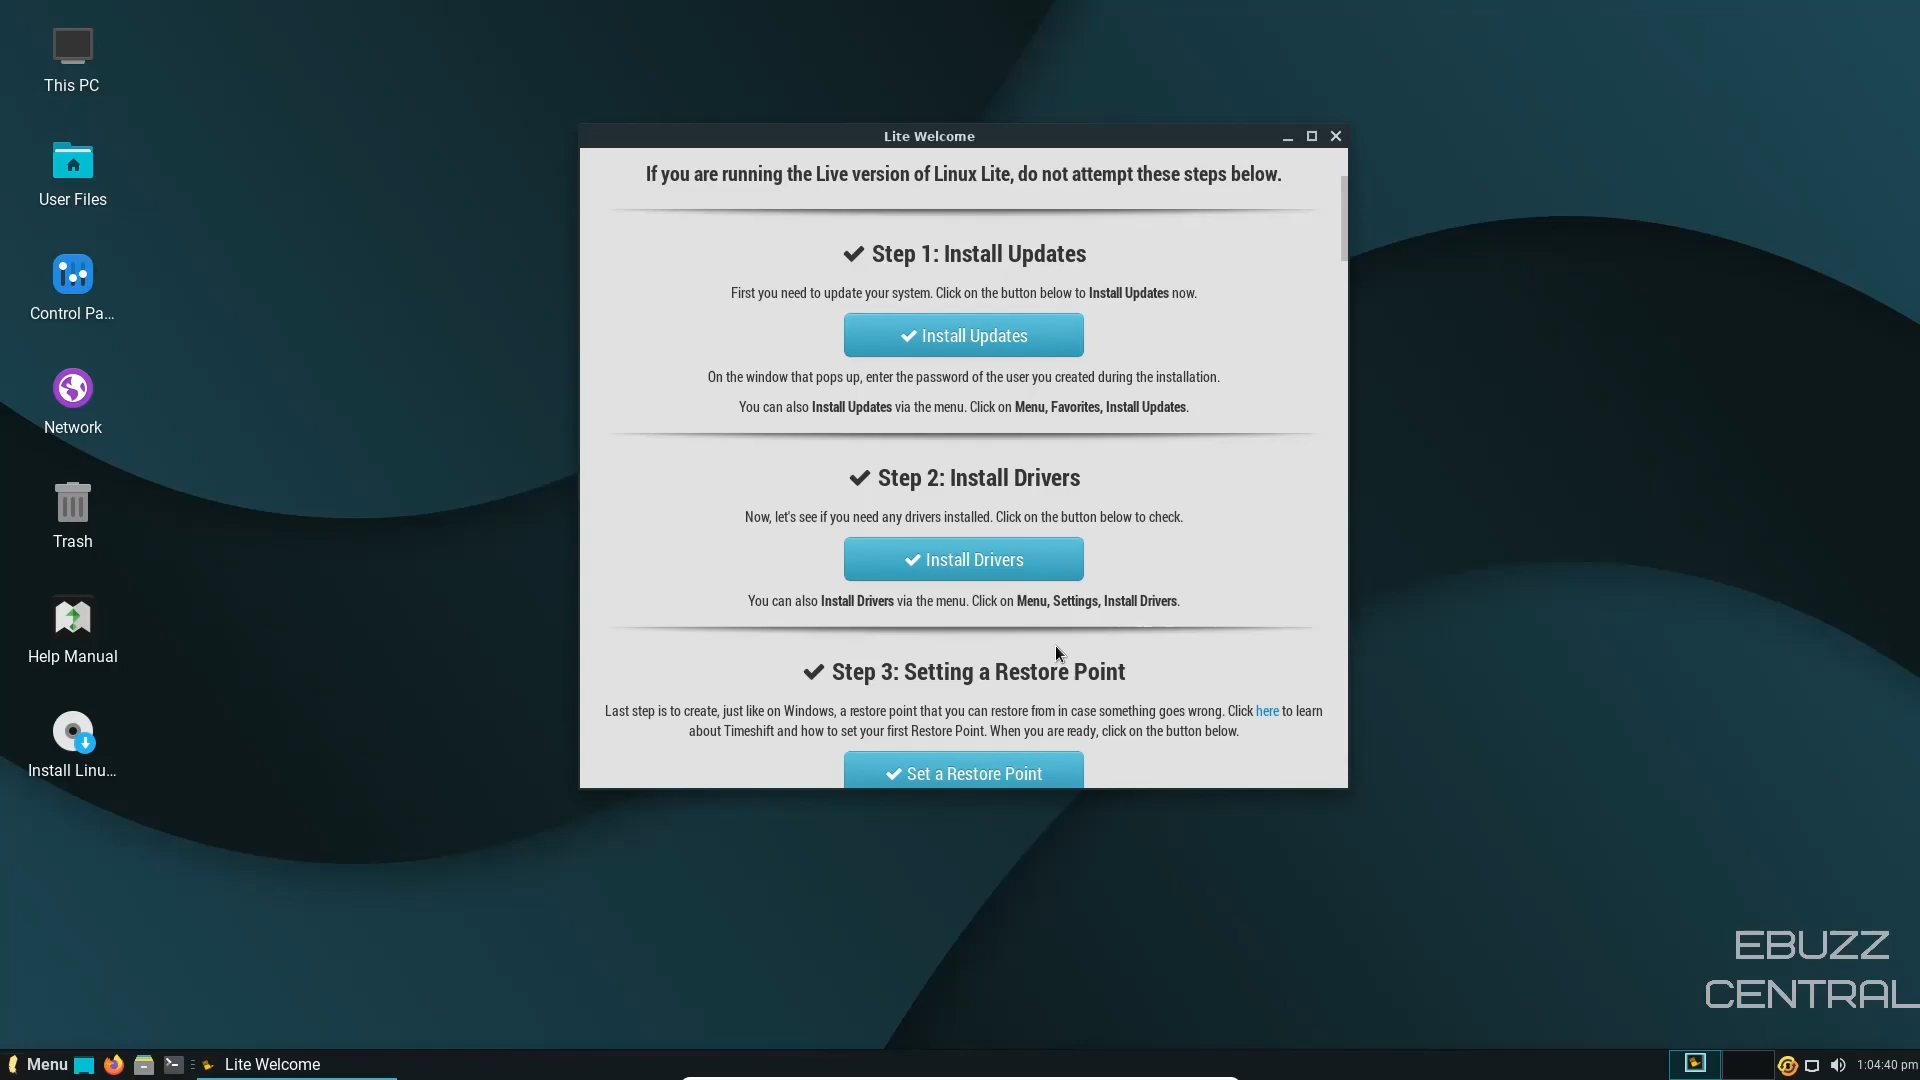 This PC
User Files
Control Pa...
Network
Trash
Help Manual
Install Linu...
Lite Welcome
If you are running the Live version of Linux Lite, do not attempt these steps below.
Step 1: Install Updates
First you need to update your system. Click on the button below to Install Updates now.
Install Updates
On the window that pops up, enter the password of the user you created during the installation.
You can also Install Updates via the menu. Click on Menu, Favorites, Install Updates.
Step 2: Install Drivers
Now, let's see if you need any drivers installed. Click on the button below to check.
Install Drivers
You can also Install Drivers via the menu. Click on Menu, Settings, Install Drivers.
Step 3: Setting a Restore Point
Last step is to create, just like on Windows, a restore point that you can restore from in case something goes wrong. Click here to learn
about Timeshift and how to set your first Restore Point. When you are ready, click on the button below.
Set a Restore Point
EBUZZ
CENTRAL
Menu
Lite Welcome
1:04:40 pm